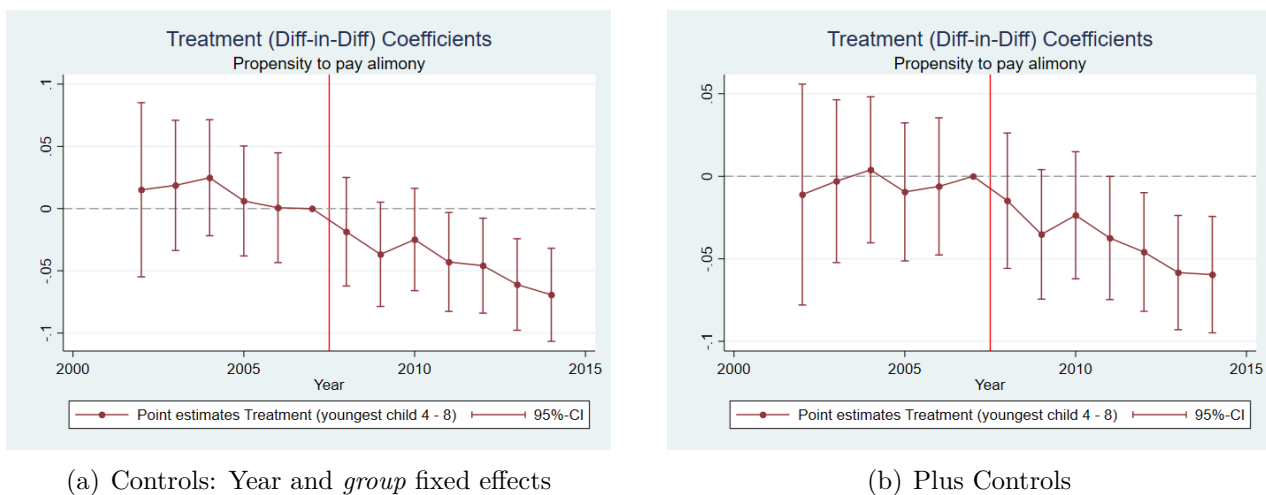 Treatment (Diff-in-Diff) Coefficients
Propensity to pay alimony
.1
.05
0
-.05
-.1
2000 2005 2010 2015
Year
Point estimates Treatment (youngest child 4 - 8) 95%-CI
(a) Controls: Year and group fixed effects
Treatment (Diff-in-Diff) Coefficients
Propensity to pay alimony
.05
0
-.05
-.1
2000 2005 2010 2015
Year
Point estimates Treatment (youngest child 4 - 8) 95%-CI
(b) Plus Controls